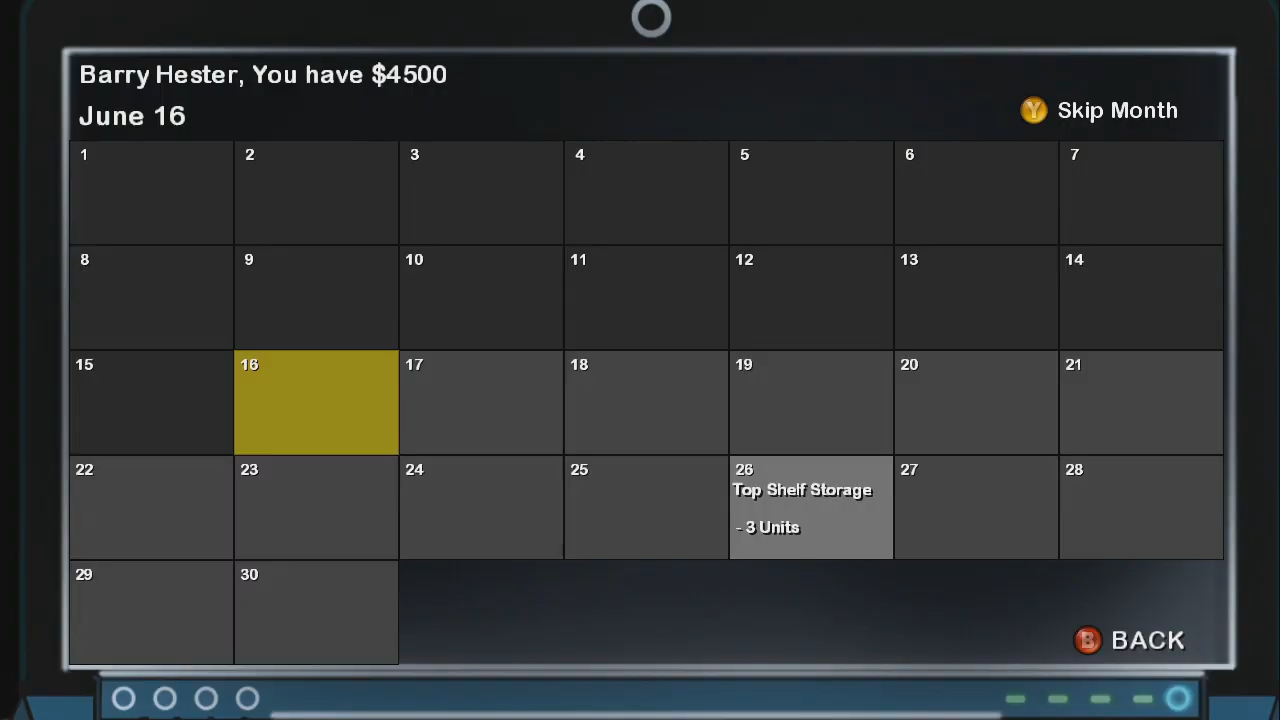 Barry Hester, You have $4500
June 16
Y Skip Month
1 2 3 4 5 6 7
8 9 10 11 12 13 14
15 16 17 18 19 20 21
22 23 24 25 26 27 28
Top Shelf Storage
- 3 Units
29 30
B BACK